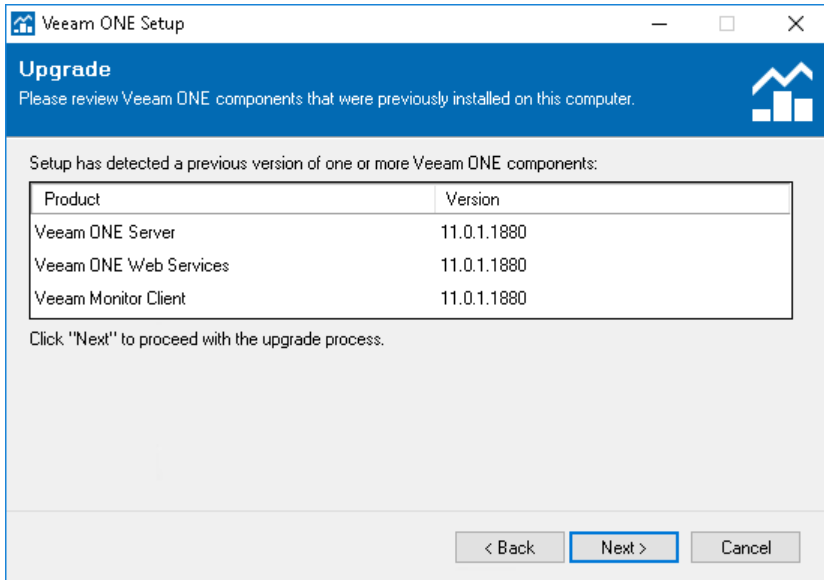 Veeam ONE Setup
Upgrade
Please review Veeam ONE components that were previously installed on this computer.
Setup has detected a previous version of one or more Veeam ONE components:
Product Version
Veeam ONE Server 11.0.1.1880
Veeam ONE Web Services 11.0.1.1880
Veeam Monitor Client 11.0.1.1880
Click "Next" to proceed with the upgrade process.
< Back Next > Cancel